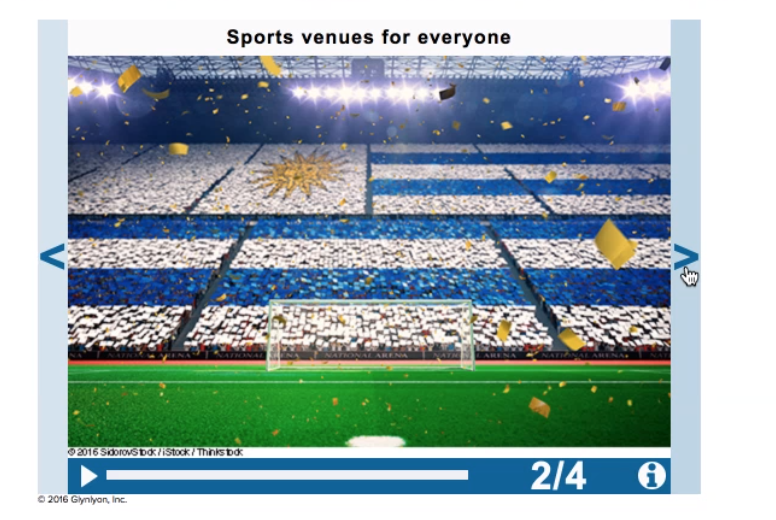 Sports venues for everyone
<
>
NATIONAL ARENA NATIONAL ARENA NATIONAL ARENA NATIONAL ARENA
© 2016 SidorovStock / iStock / Thinkstock
2/4
i
© 2016 Glynlyon, Inc.